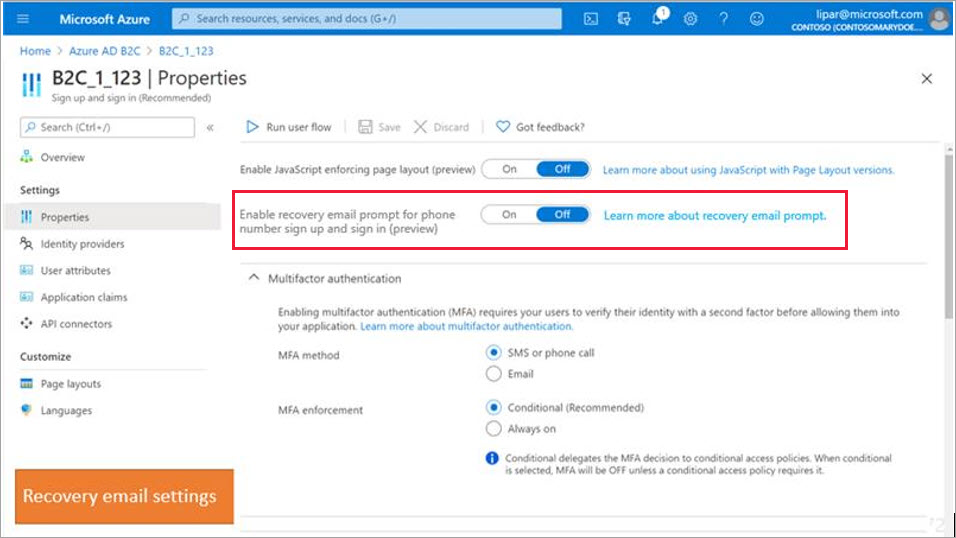 Microsoft Azure
Search resources, services, and docs (G+/)
1
lipar@microsoft.com
CONTOSO (CONTOSOMARYDOE...
Home > Azure AD B2C > B2C_1_123
B2C_1_123 | Properties
Sign up and sign in (Recommended)
Search (Ctrl+/)
«
Run user flow
Save
Discard
Got feedback?
Overview
Settings
Properties
Identity providers
User attributes
Application claims
API connectors
Customize
Page layouts
Languages
Enable JavaScript enforcing page layout (preview)
On
Off
Learn more about using JavaScript with Page Layout versions.
Enable recovery email prompt for phone
number sign up and sign in (preview)
On
Off
Learn more about recovery email prompt.
Multifactor authentication
Enabling multifactor authentication (MFA) requires your users to verify their identity with a second factor before allowing them into
your application. Learn more about multifactor authentication.
MFA method
SMS or phone call
Email
MFA enforcement
Conditional (Recommended)
Always on
Conditional delegates the MFA decision to conditional access policies. When conditional
is selected, MFA will be OFF unless a conditional access policy requires it.
Recovery email settings